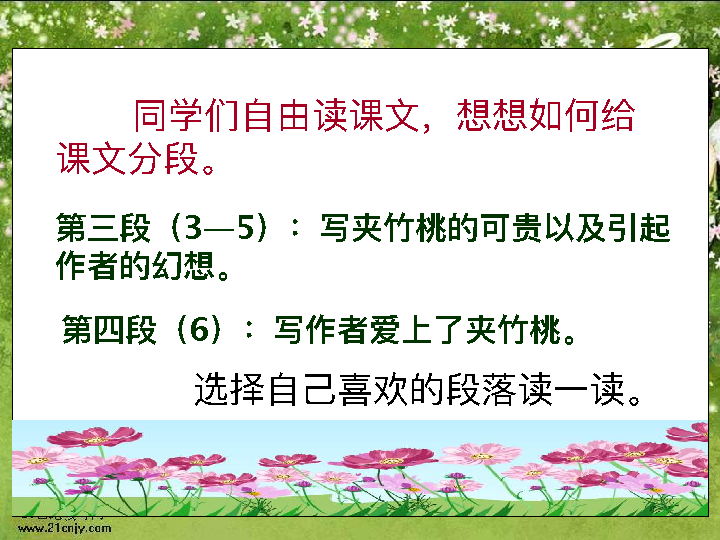 同学们自由读课文，想想如何给
课文分段。
第三段（3—5）：写夹竹桃的可贵以及引起
作者的幻想。
第四段（6）：写作者爱上了夹竹桃。
选择自己喜欢的段落读一读。
www.21cnjy.com